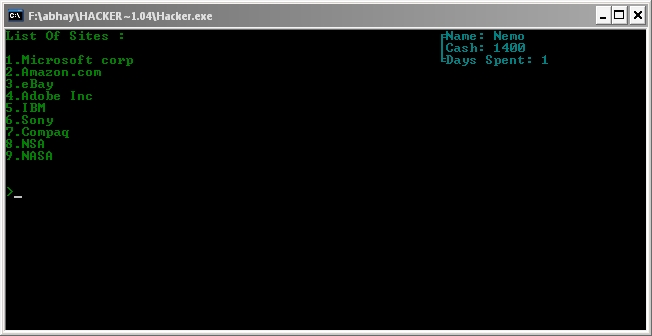 F:\abhay\HACKER~1.04\Hacker.exe
List Of Sites :
1.Microsoft corp
2.Amazon.com
3.eBay
4.Adobe Inc
5.IBM
6.Sony
7.Compaq
8.NSA
9.NASA
>_
Name: Nemo
Cash: 1400
Days Spent: 1